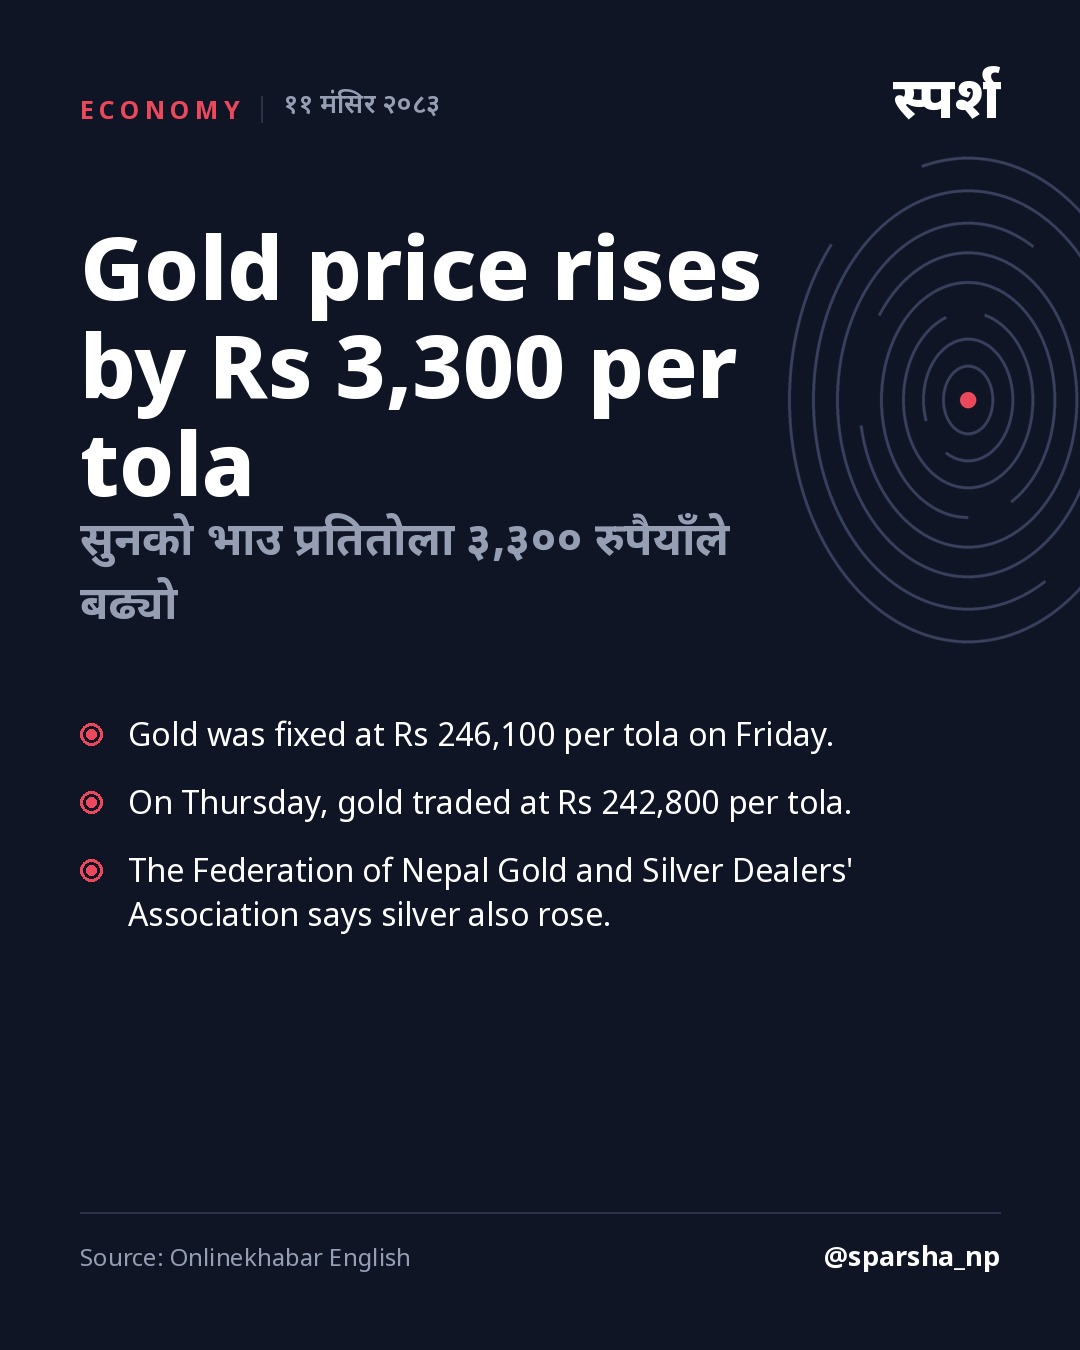 ECONOMY
११ मंसिर २०८३
स्पर्श
Gold price rises
by Rs 3,300 per
tola
सुनको भाउ प्रतितोला ३,३०० रुपैयाँले
बढ्यो
Gold was fixed at Rs 246,100 per tola on Friday.
On Thursday, gold traded at Rs 242,800 per tola.
The Federation of Nepal Gold and Silver Dealers'
Association says silver also rose.
Source: Onlinekhabar English
@sparsha_np